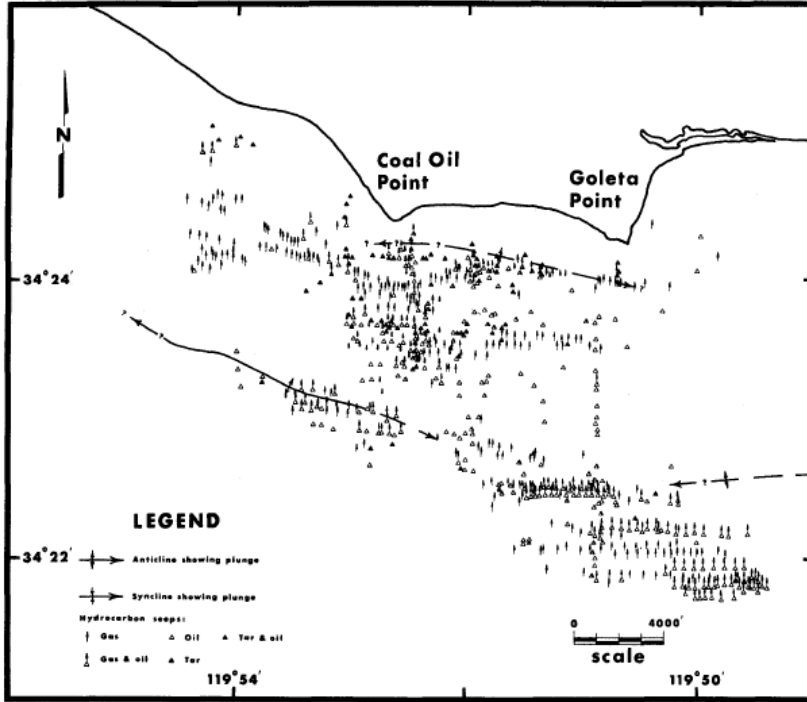 N
Coal Oil
Point
Goleta
Point
34°24'
34°22'
LEGEND
Anticline showing plunge
Syncline showing plunge
Hydrocarbon seeps:
Gas
Oil
Tar & oil
Gas & oil
Tar
0
4000'
scale
119°54'
119°50'
?
?
?
?
?
?